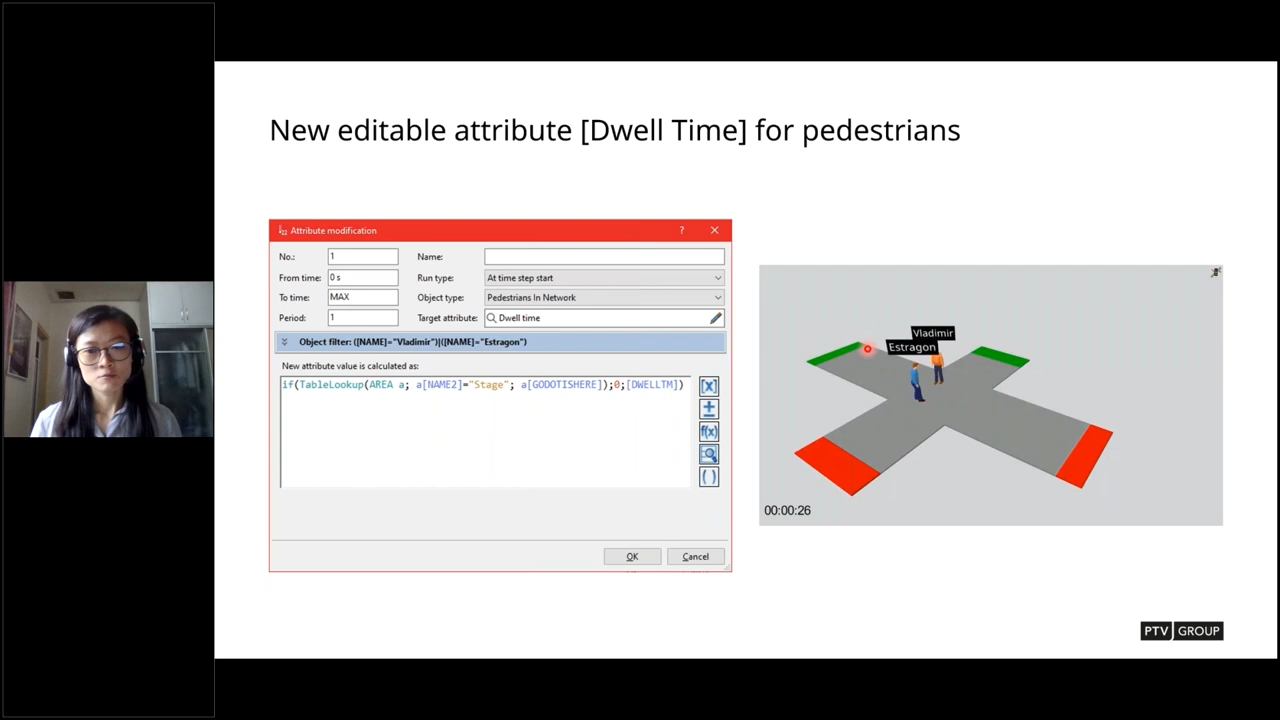 New editable attribute [Dwell Time] for pedestrians
Attribute modification
? ×
No.: 1 Name:
From time: 0 s Run type: At time step start
To time: MAX Object type: Pedestrians In Network
Period: 1 Target attribute: Dwell time
Object filter: ([NAME]="Vladimir")|([NAME]="Estragon")
New attribute value is calculated as:
if(TableLookup(AREA a; a[NAME2]="Stage"; a[GODOTISHERE]);0;[DWELLTM])
[x]
±
f(x)
( )
OK Cancel
Vladimir
Estragon
00:00:26
PTV GROUP